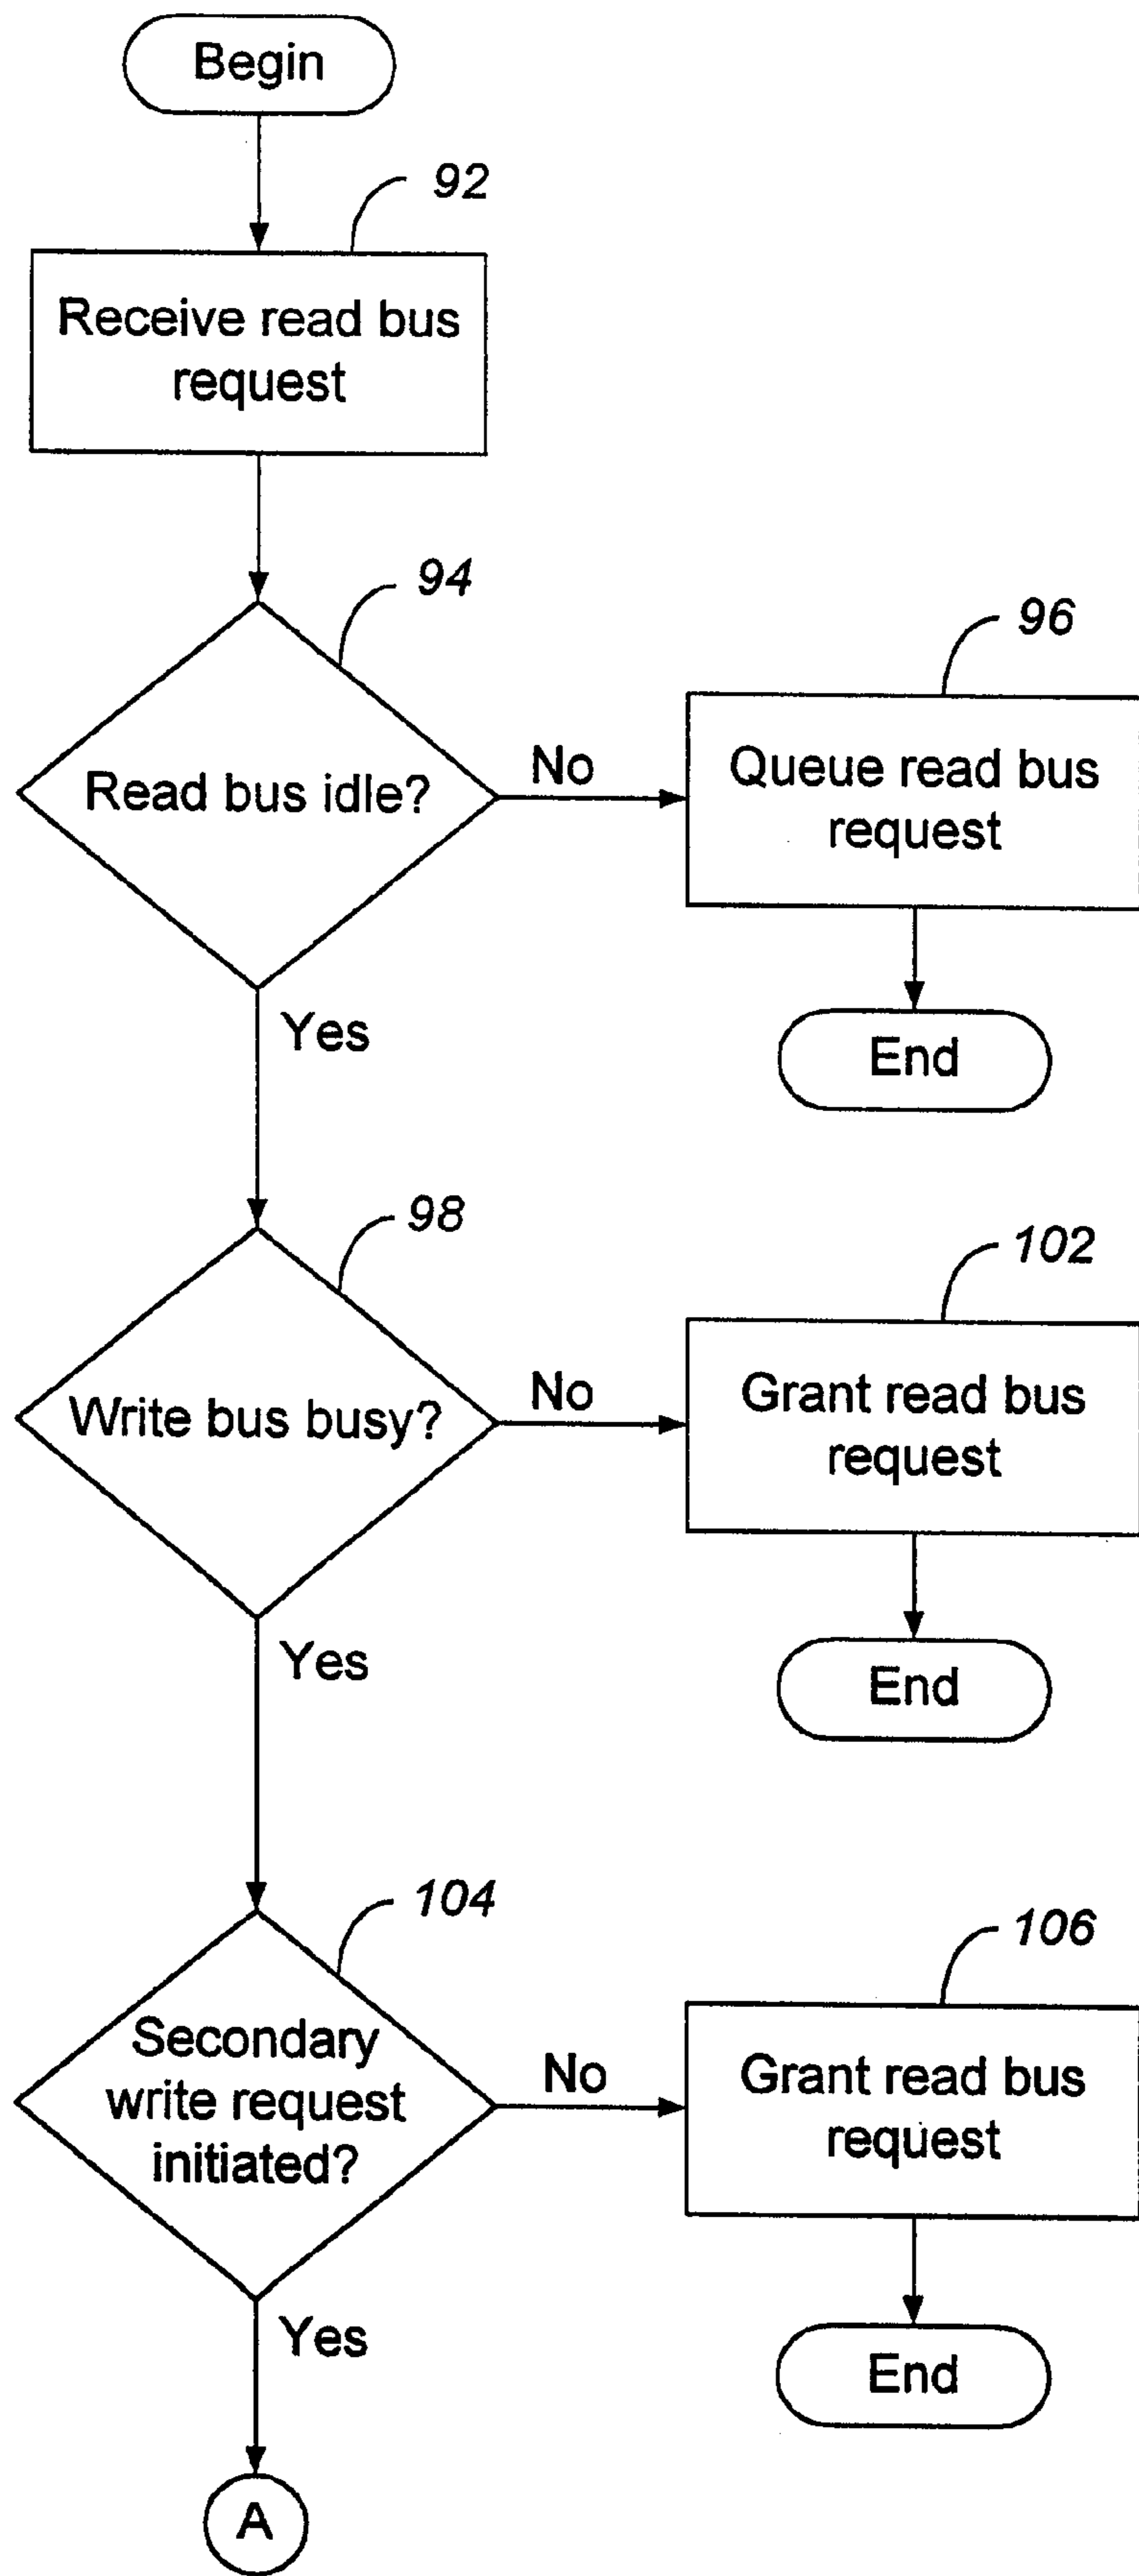 Begin
92
Receive read bus
request
94
Read bus idle?
No
96
Queue read bus
request
End
Yes
98
Write bus busy?
No
102
Grant read bus
request
End
Yes
104
Secondary
write request
initiated?
No
106
Grant read bus
request
End
Yes
A